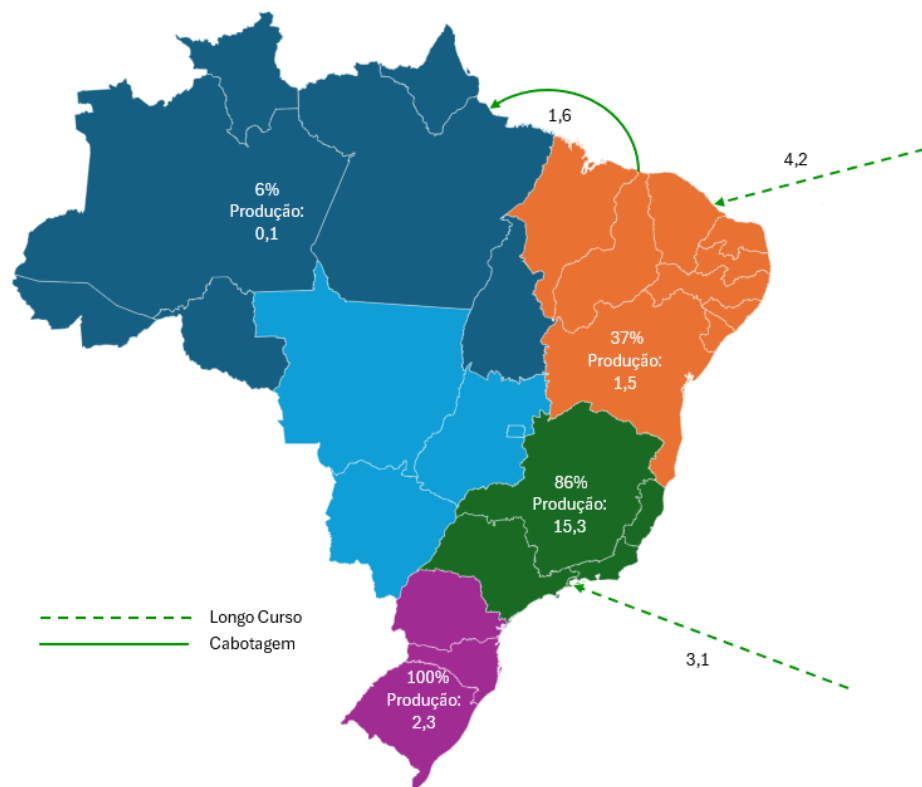 1,6
4,2
6%
Produção:
0,1
37%
Produção:
1,5
86%
Produção:
15,3
Longo Curso
Cabotagem
3,1
100%
Produção:
2,3